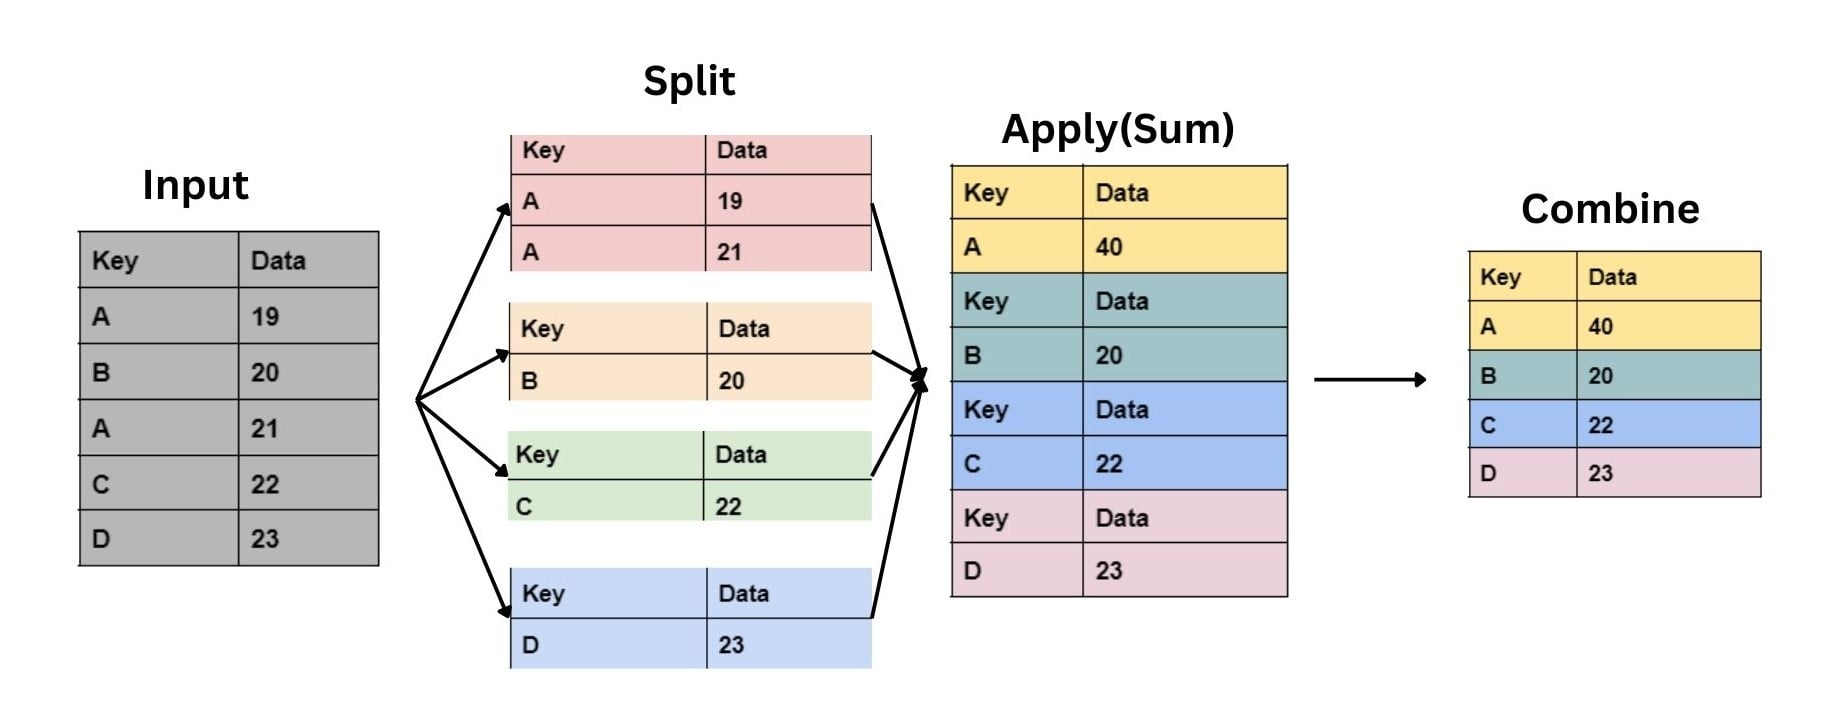 Input
Key Data
A 19
B 20
A 21
C 22
D 23
Split
Key Data
A 19
A 21
Key Data
B 20
Key Data
C 22
Key Data
D 23
Apply(Sum)
Key Data
A 40
Key Data
B 20
Key Data
C 22
Key Data
D 23
Combine
Key Data
A 40
B 20
C 22
D 23